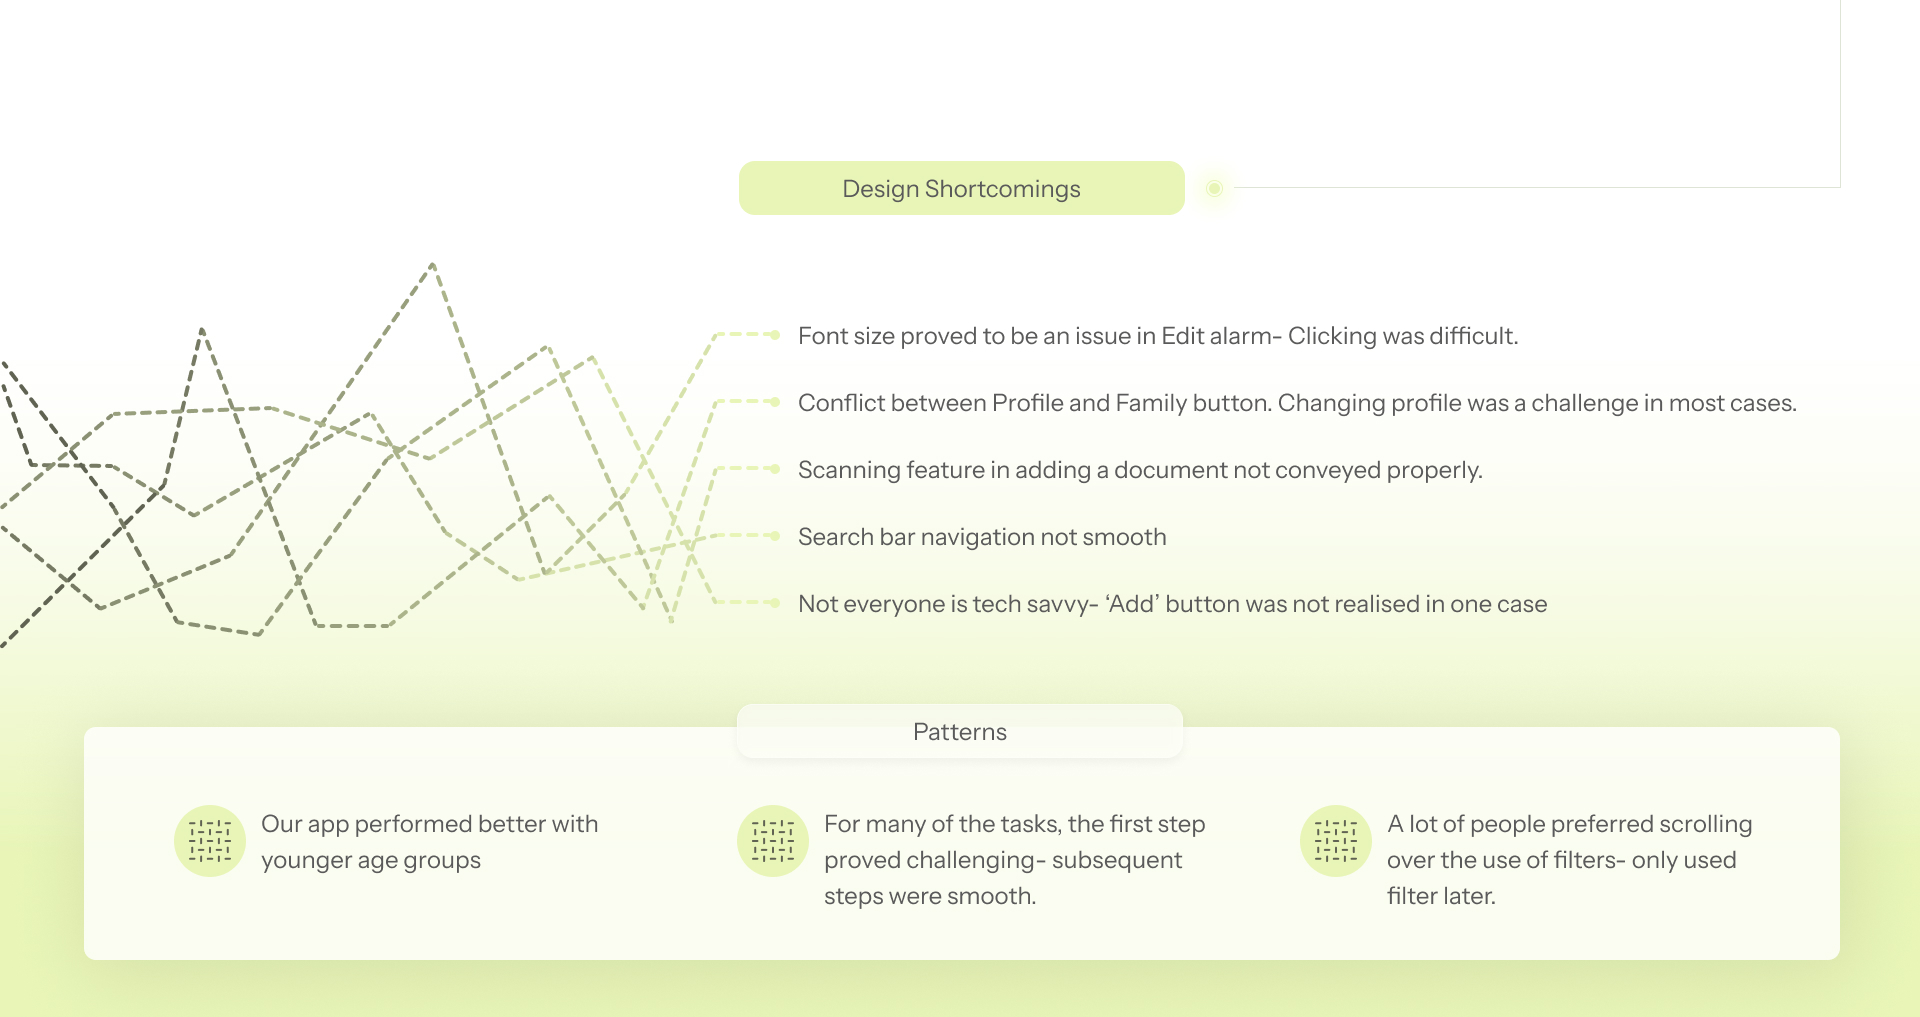 Design Shortcomings
Font size proved to be an issue in Edit alarm- Clicking was difficult.
Conflict between Profile and Family button. Changing profile was a challenge in most cases.
Scanning feature in adding a document not conveyed properly.
Search bar navigation not smooth
Not everyone is tech savvy- ‘Add’ button was not realised in one case
Patterns
Our app performed better with
younger age groups
For many of the tasks, the first step
proved challenging- subsequent
steps were smooth.
A lot of people preferred scrolling
over the use of filters- only used
filter later.